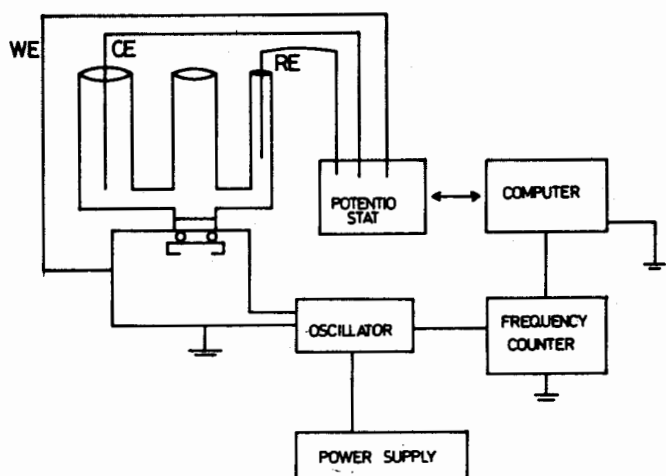 WE
CE
RE
POTENTIO
STAT
COMPUTER
OSCILLATOR
FREQUENCY
COUNTER
POWER SUPPLY